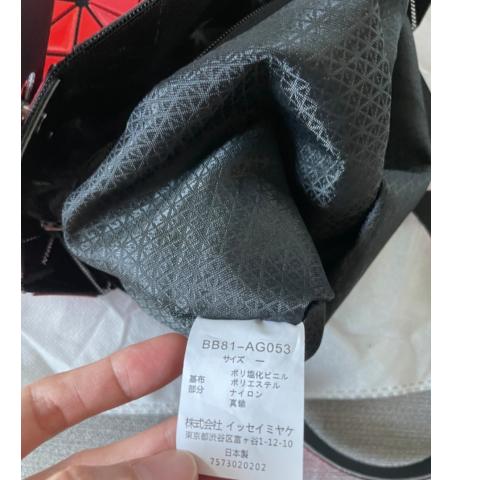 BB81-AG053
サイズ ー
ポリ塩化ビニル
基布 ポリエステル
部分 ナイロン
真鍮
株式会社 イッセイミヤケ
東京都渋谷区富ヶ谷1-12-10
日本製
7573020202